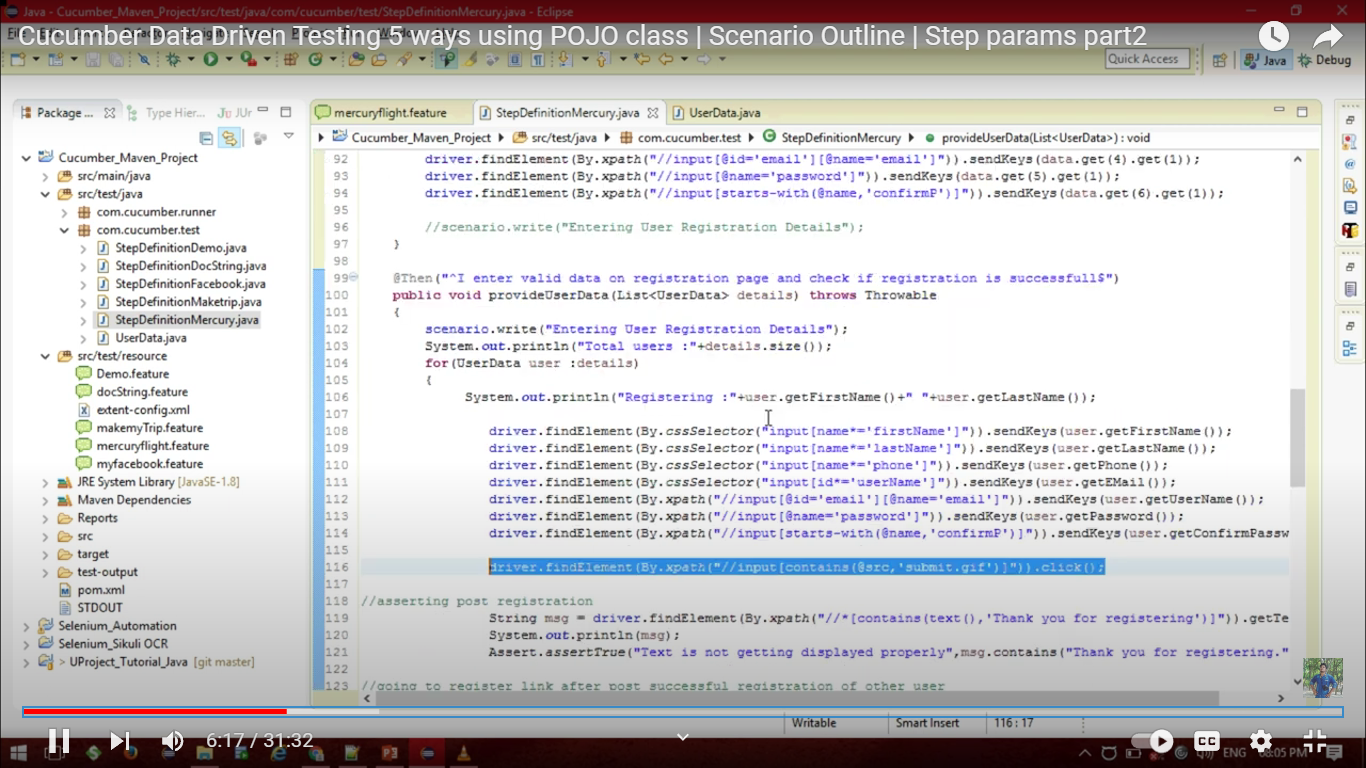 Java - Cucumber_Maven_Project/src/test/java/com/cucumber/test/StepDefinitionMercury.java - Eclipse
Cucumber Data Driven Testing 5 ways using POJO class | Scenario Outline | Step params part2
Quick Access
Java
Debug
Package ...
Type Hier...
JUr
mercuryflight.feature
StepDefinitionMercury.java
UserData.java
Cucumber_Maven_Project
src/test/java
com.cucumber.test
StepDefinitionMercury
provideUserData(List<UserData>) : void
Cucumber_Maven_Project
src/main/java
src/test/java
com.cucumber.runner
com.cucumber.test
StepDefinitionDemo.java
StepDefinitionDocString.java
StepDefinitionFacebook.java
StepDefinitionMaketrip.java
StepDefinitionMercury.java
UserData.java
src/test/resource
Demo.feature
docString.feature
extent-config.xml
makemyTrip.feature
mercuryflight.feature
myfacebook.feature
JRE System Library [JavaSE-1.8]
Maven Dependencies
Reports
src
target
test-output
pom.xml
STDOUT
Selenium_Automation
Selenium_Sikuli OCR
> UProject_Tutorial_Java [git master]
92 driver.findElement(By.xpath("//input[@id='email'][@name='email']")).sendKeys(data.get(4).get(1));
93 driver.findElement(By.xpath("//input[@name='password']")).sendKeys(data.get(5).get(1));
94 driver.findElement(By.xpath("//input[starts-with(@name,'confirmP')]")).sendKeys(data.get(6).get(1));
95
96 //scenario.write("Entering User Registration Details");
97 }
98
99 @Then("^I enter valid data on registration page and check if registration is successfull$")
100 public void provideUserData(List<UserData> details) throws Throwable
101 {
102 scenario.write("Entering User Registration Details");
103 System.out.println("Total users :"+details.size());
104 for(UserData user :details)
105 {
106 System.out.println("Registering :"+user.getFirstName()+" "+user.getLastName());
107
108 driver.findElement(By.cssSelector("input[name*='firstName']")).sendKeys(user.getFirstName());
109 driver.findElement(By.cssSelector("input[name*='lastName']")).sendKeys(user.getLastName());
110 driver.findElement(By.cssSelector("input[name*='phone']")).sendKeys(user.getPhone());
111 driver.findElement(By.cssSelector("input[id*='userName']")).sendKeys(user.getEMail());
112 driver.findElement(By.xpath("//input[@id='email'][@name='email']")).sendKeys(user.getUserName());
113 driver.findElement(By.xpath("//input[@name='password']")).sendKeys(user.getPassword());
114 driver.findElement(By.xpath("//input[starts-with(@name,'confirmP')]")).sendKeys(user.getConfirmPassw
115
116 driver.findElement(By.xpath("//input[contains(@src,'submit.gif')]")).click();
117
118 //asserting post registration
119 String msg = driver.findElement(By.xpath("//*[contains(text(),'Thank you for registering')]")).getTe
120 System.out.println(msg);
121 Assert.assertTrue("Text is not getting displayed properly",msg.contains("Thank you for registering."
122
123 //going to register link after post successful registration of other user
Writable
Smart Insert
116 : 17
6:17 / 31:32
CC
ENG
08:05 PM